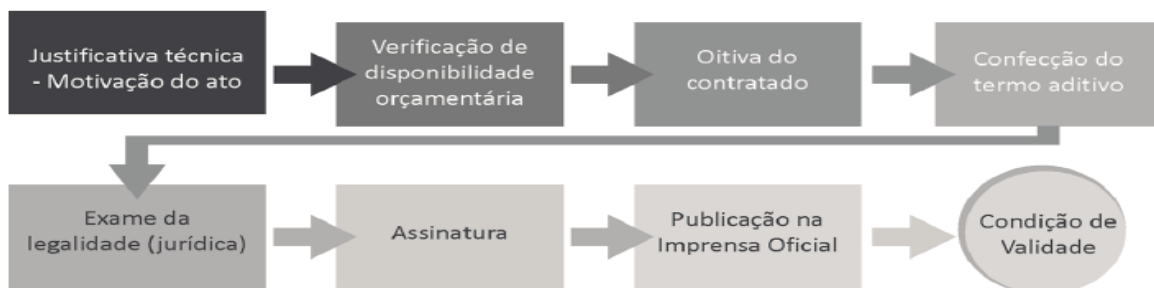 Justificativa técnica
- Motivação do ato
Verificação de
disponibilidade
orçamentária
Oitiva do
contratado
Confecção do
termo aditivo
Exame da
legalidade (jurídica)
Assinatura
Publicação na
Imprensa Oficial
Condição de
Validade